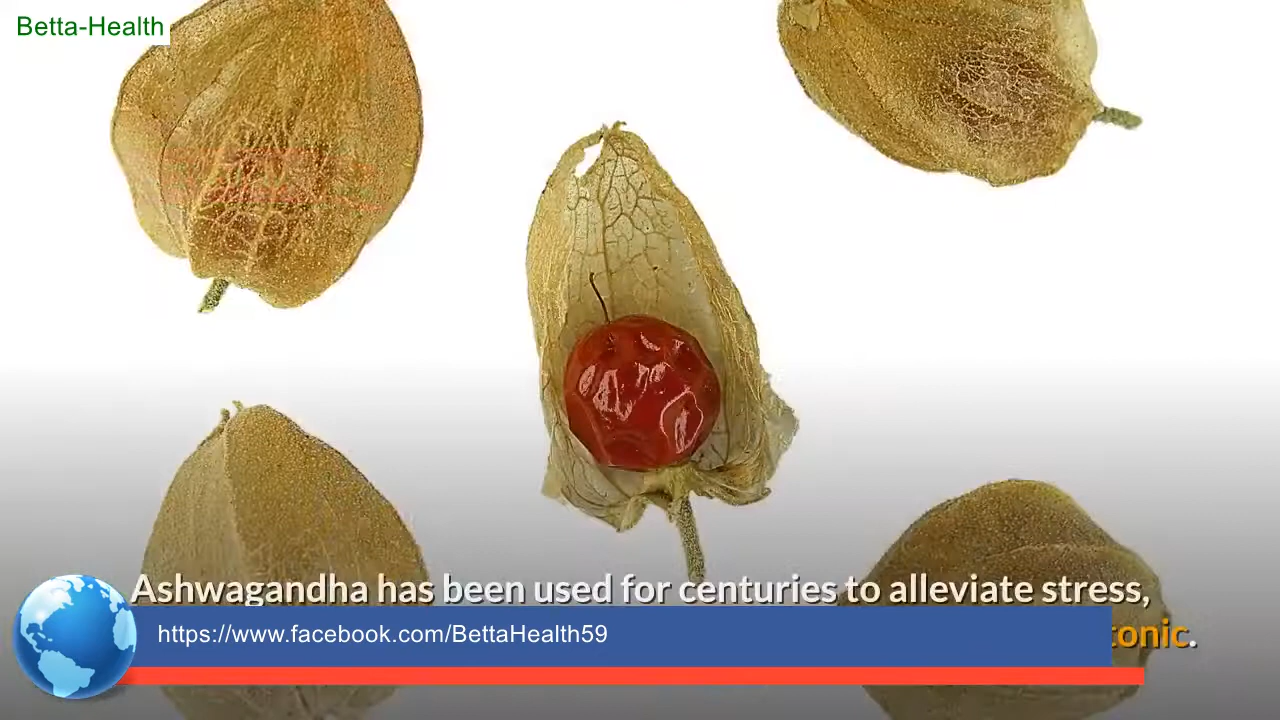 Betta-Health
Ashwagandha has been used for centuries to alleviate stress,
https://www.facebook.com/BettaHealth59
tonic.